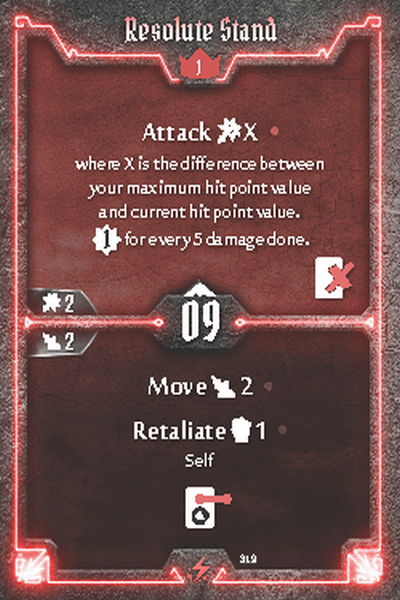 Resolute Stand
1
Attack X
where X is the difference between
your maximum hit point value
and current hit point value.
1 for every 5 damage done.
2
09
2
Move 2
Retaliate 1
Self